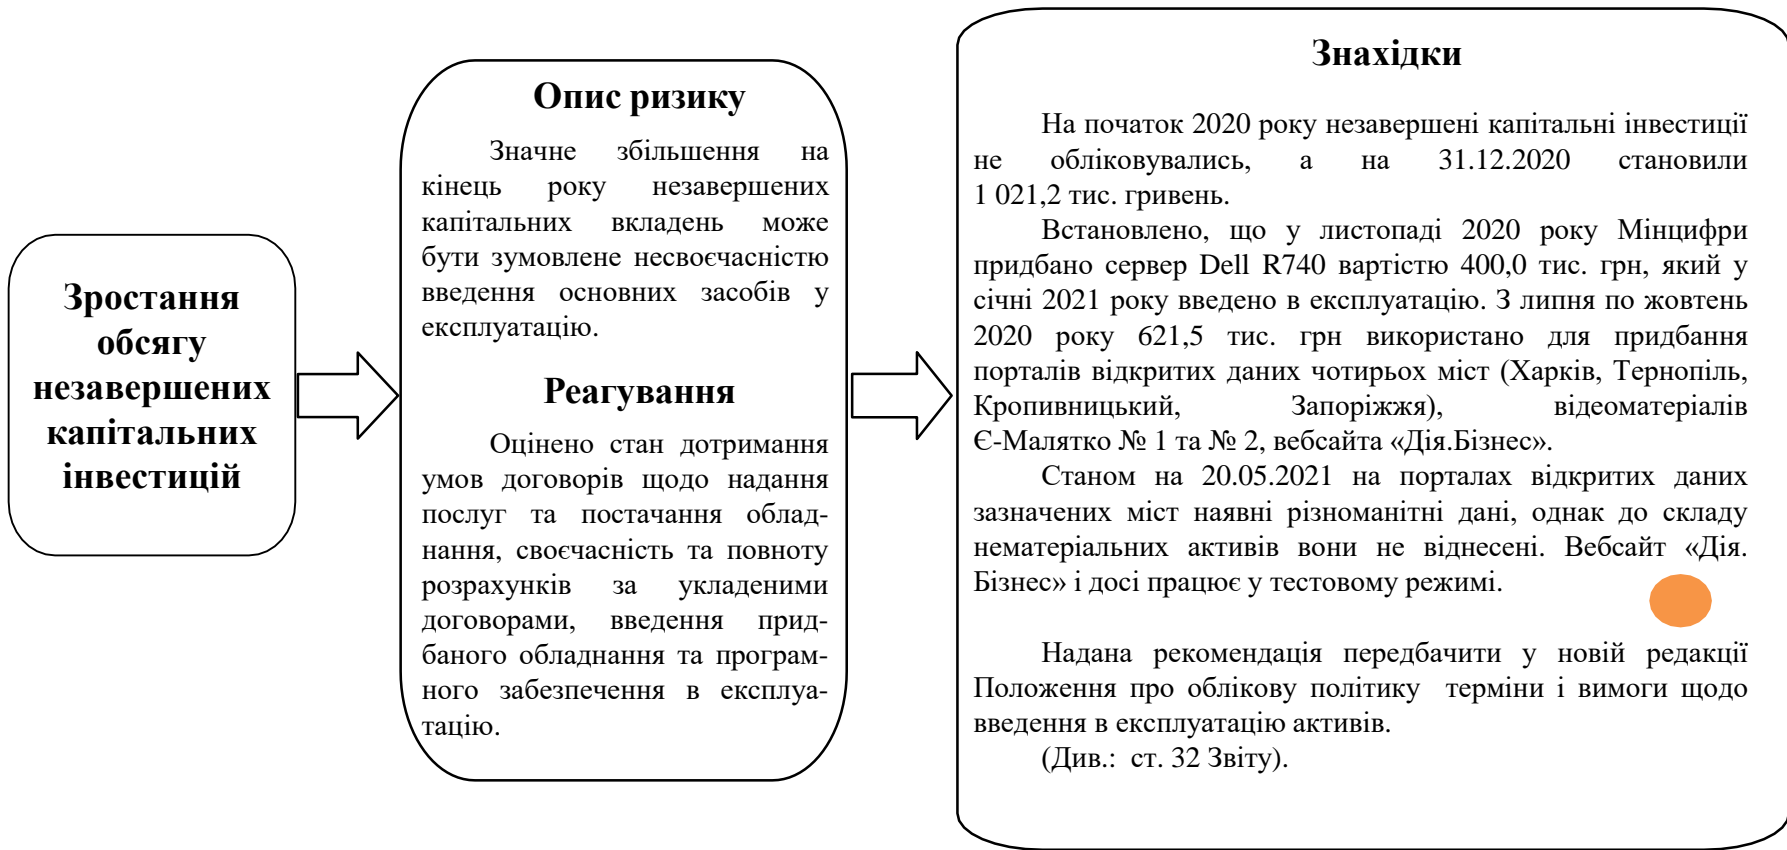 Зростання
обсягу
незавершених
капітальних
інвестицій
Опис ризику
Значне збільшення на
кінець року незавершених
капітальних вкладень може
бути зумовлене несвоєчасністю
введення основних засобів у
експлуатацію.
Реагування
Оцінено стан дотримання
умов договорів щодо надання
послуг та постачання облад-
нання, своєчасність та повноту
розрахунків за укладеними
договорами, введення прид-
баного обладнання та програм-
ного забезпечення в експлуа-
тацію.
Знахідки
На початок 2020 року незавершені капітальні інвестиції
не обліковувались, а на 31.12.2020 становили
1 021,2 тис. гривень.
Встановлено, що у листопаді 2020 року Мінцифри
придбано сервер Dell R740 вартістю 400,0 тис. грн, який у
січні 2021 року введено в експлуатацію. З липня по жовтень
2020 року 621,5 тис. грн використано для придбання
порталів відкритих даних чотирьох міст (Харків, Тернопіль,
Кропивницький, Запоріжжя), відеоматеріалів
Є-Малятко № 1 та № 2, вебсайта «Дія.Бізнес».
Станом на 20.05.2021 на порталах відкритих даних
зазначених міст наявні різноманітні дані, однак до складу
нематеріальних активів вони не віднесені. Вебсайт «Дія.
Бізнес» і досі працює у тестовому режимі.
Надана рекомендація передбачити у новій редакції
Положення про облікову політику терміни і вимоги щодо
введення в експлуатацію активів.
(Див.: ст. 32 Звіту).